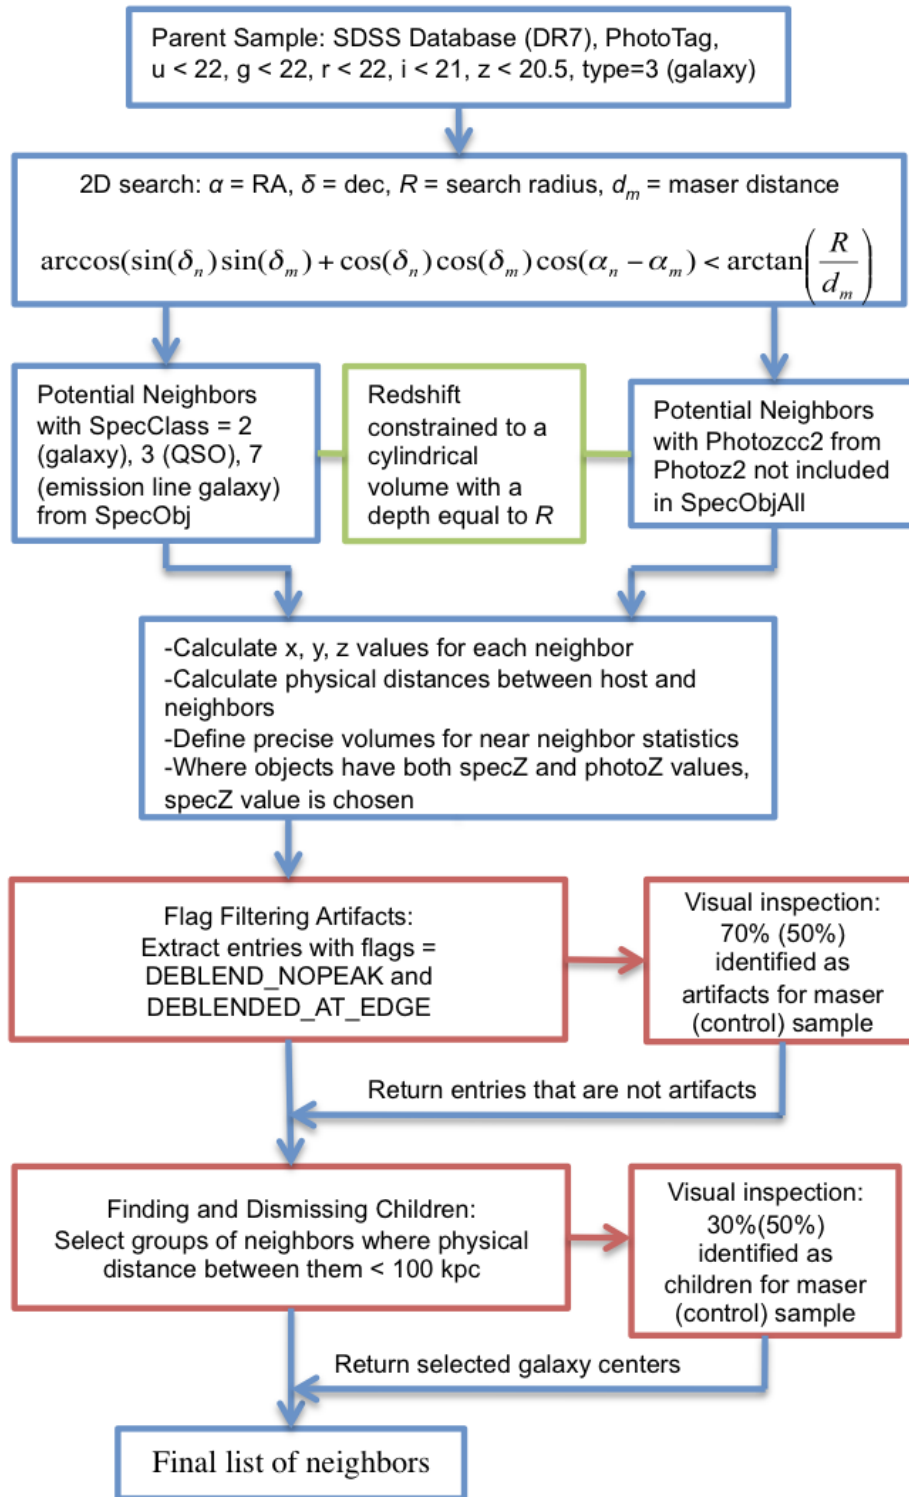 Parent Sample: SDSS Database (DR7), PhotoTag,
u < 22, g < 22, r < 22, i < 21, z < 20.5, type=3 (galaxy)
2D search: α = RA, δ = dec, R = search radius, dₘ = maser distance
arccos(sin(δₙ)sin(δₘ) + cos(δₙ)cos(δₘ)cos(αₙ − αₘ) < arctan(R/dₘ)
Potential Neighbors
with SpecClass = 2
(galaxy), 3 (QSO), 7
(emission line galaxy)
from SpecObj
Redshift
constrained to a
cylindrical
volume with a
depth equal to R
Potential Neighbors
with Photozcc2 from
Photoz2 not included
in SpecObjAll
-Calculate x, y, z values for each neighbor
-Calculate physical distances between host and
neighbors
-Define precise volumes for near neighbor statistics
-Where objects have both specZ and photoZ values,
specZ value is chosen
Flag Filtering Artifacts:
Extract entries with flags =
DEBLEND_NOPEAK and
DEBLENDED_AT_EDGE
Visual inspection:
70% (50%)
identified as
artifacts for maser
(control) sample
Return entries that are not artifacts
Finding and Dismissing Children:
Select groups of neighbors where physical
distance between them < 100 kpc
Visual inspection:
30%(50%)
identified as
children for maser
(control) sample
Return selected galaxy centers
Final list of neighbors